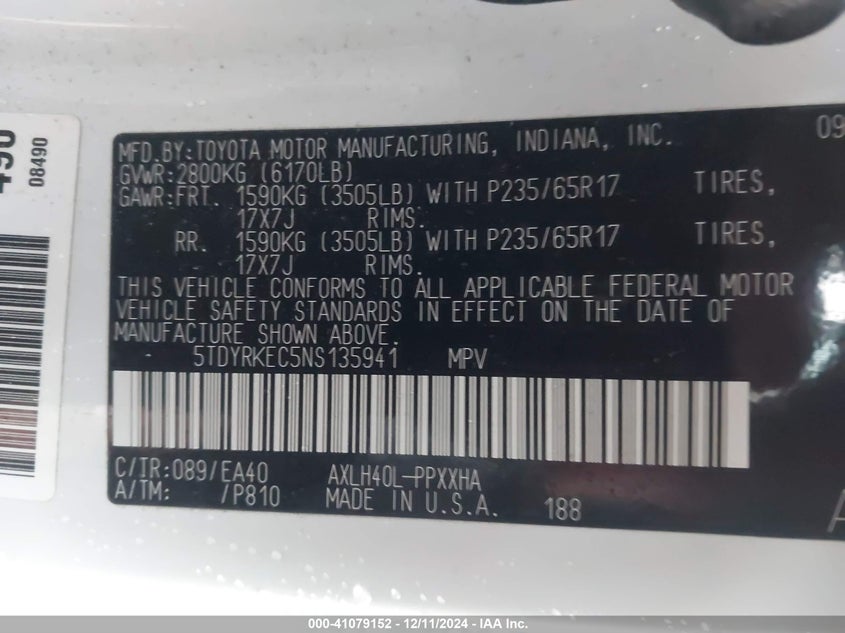 490
08490
MFD.BY:TOYOTA MOTOR MANUFACTURING, INDIANA, INC. 09
GVWR:2800KG (6170LB)
GAWR:FRT. 1590KG (3505LB) WITH P235/65R17 TIRES,
17X7J RIMS.
RR. 1590KG (3505LB) WITH P235/65R17 TIRES,
17X7J RIMS.
THIS VEHICLE CONFORMS TO ALL APPLICABLE FEDERAL MOTOR
VEHICLE SAFETY STANDARDS IN EFFECT ON THE DATE OF
MANUFACTURE SHOWN ABOVE.
5TDYRKEC5NS135941 MPV
C/TR:089/EA40 AXLH40L-PPXXHA
A/TM: /P810 MADE IN U.S.A. 188
A
000-41079152 - 12/11/2024 - IAA Inc.